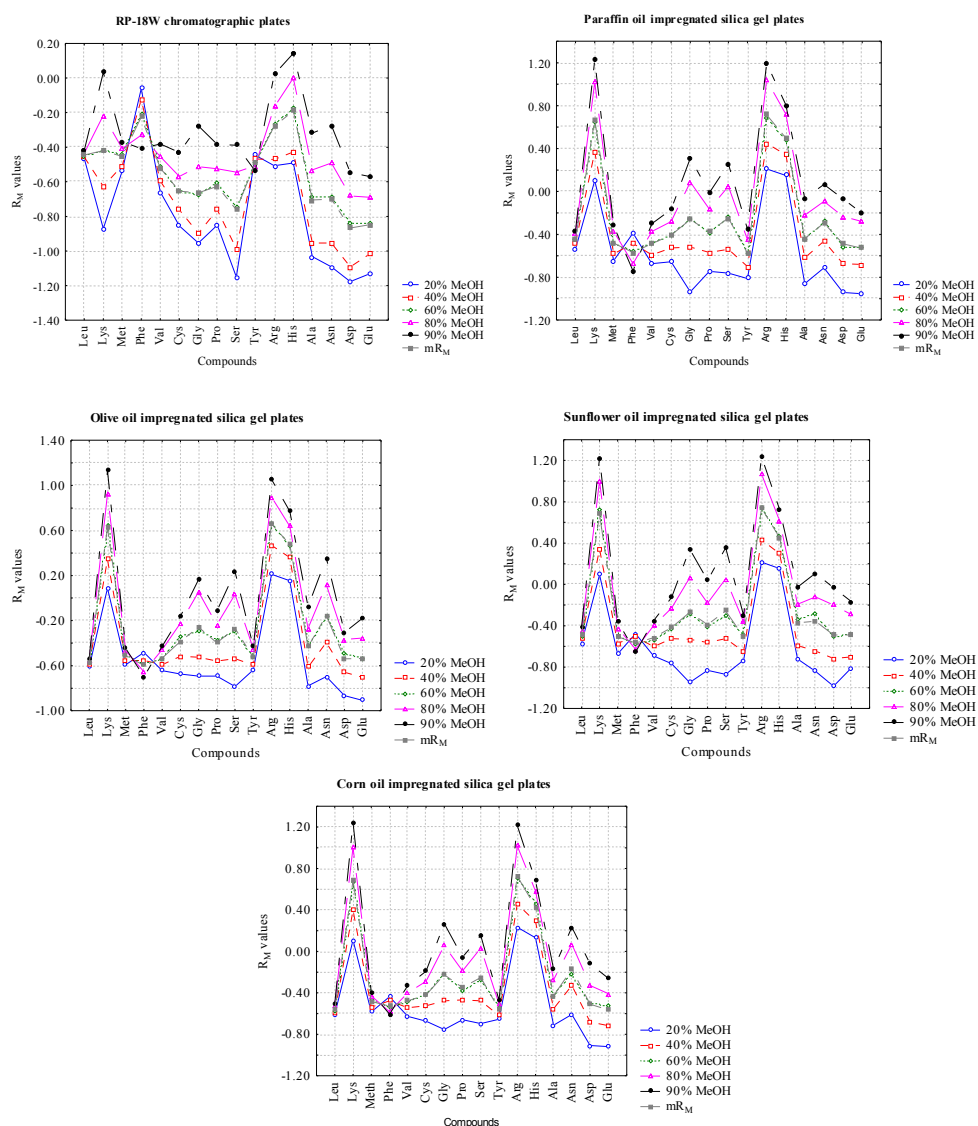 RP-18W chromatographic plates
R_M values
0.20
0.00
-0.20
-0.40
-0.60
-0.80
-1.00
-1.20
-1.40
Leu Lys Met Phe Val Cys Gly Pro Ser Tyr Arg His Ala Asn Asp Glu
Compounds
20% MeOH
40% MeOH
60% MeOH
80% MeOH
90% MeOH
mR_M
Paraffin oil impregnated silica gel plates
R_M values
1.20
0.80
0.40
0.00
-0.40
-0.80
-1.20
Leu Lys Met Phe Val Cys Gly Pro Ser Tyr Arg His Ala Asn Asp Glu
Compounds
20% MeOH
40% MeOH
60% MeOH
80% MeOH
90% MeOH
mR_M
Olive oil impregnated silica gel plates
R_M values
1.40
1.00
0.60
0.20
-0.20
-0.60
-1.00
Leu Lys Met Phe Val Cys Gly Pro Ser Tyr Arg His Ala Asn Asp Glu
Compounds
20% MeOH
40% MeOH
60% MeOH
80% MeOH
90% MeOH
mR_M
Sunflower oil impregnated silica gel plates
R_M values
1.20
0.80
0.40
0.00
-0.40
-0.80
-1.20
Leu Lys Met Phe Val Cys Gly Pro Ser Tyr Arg His Ala Asn Asp Glu
Compounds
20% MeOH
40% MeOH
60% MeOH
80% MeOH
90% MeOH
mR_M
Corn oil impregnated silica gel plates
R_M values
1.20
0.80
0.40
0.00
-0.40
-0.80
-1.20
Leu Lys Meth Phe Val Cys Gly Pro Ser Tyr Arg His Ala Asn Asp Glu
Compounds
20% MeOH
40% MeOH
60% MeOH
80% MeOH
90% MeOH
mR_M